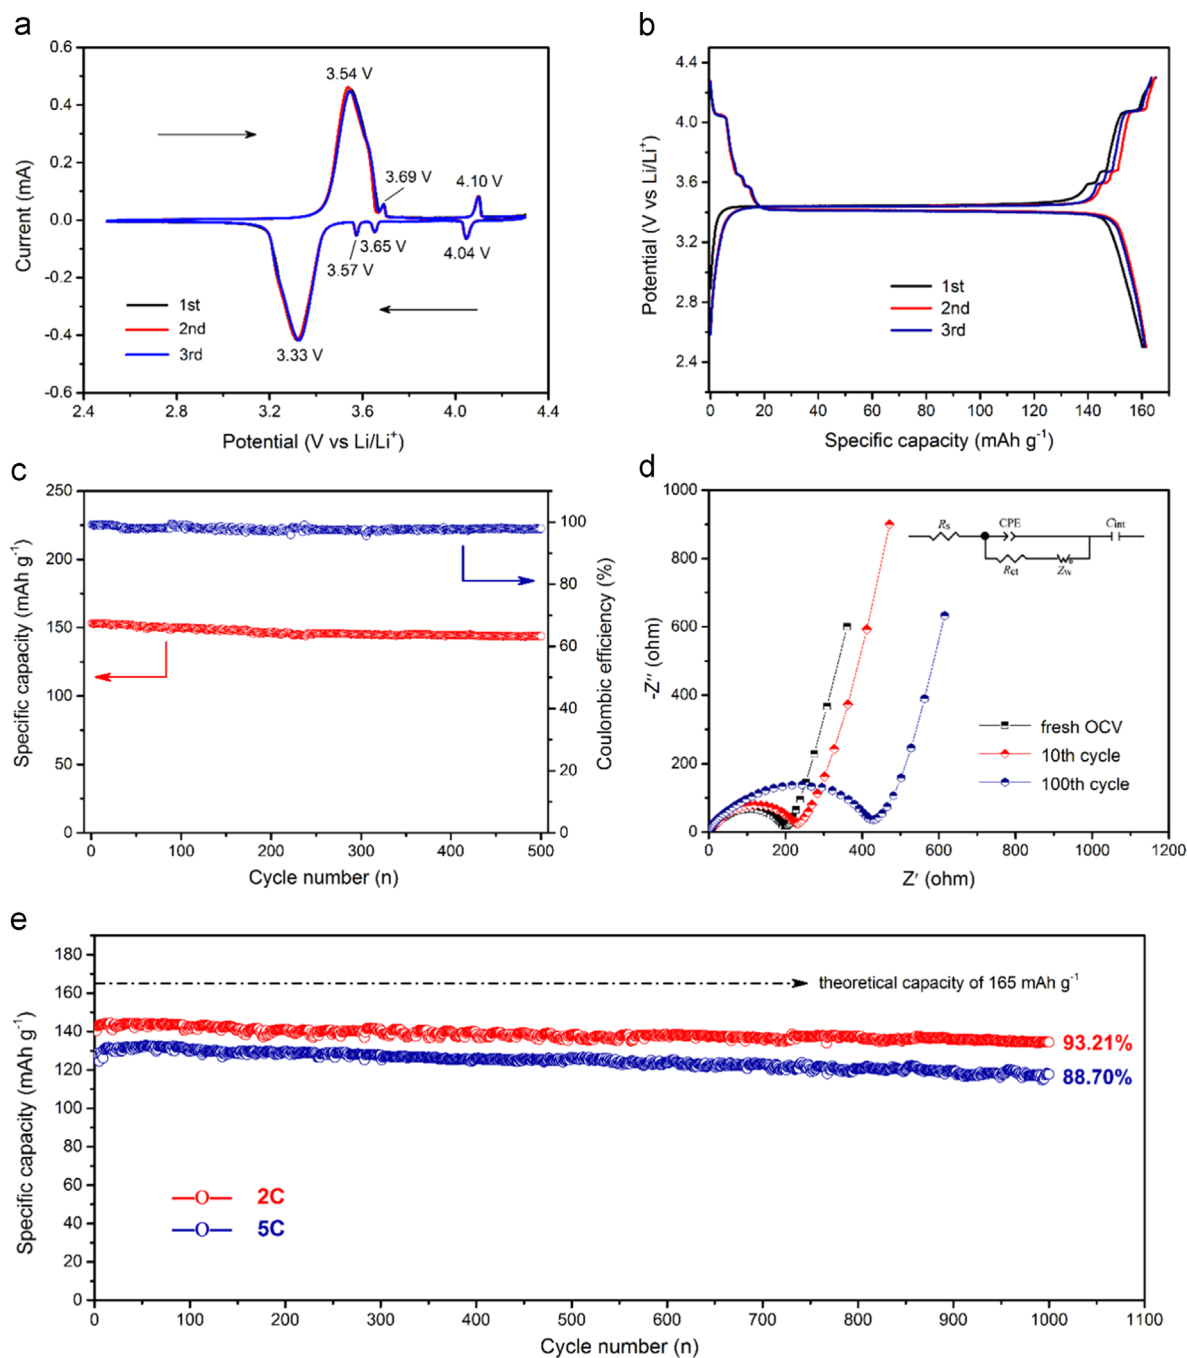 a
0.6
0.4
0.2
0.0
-0.2
-0.4
-0.6
Current (mA)
3.54 V
3.69 V
4.10 V
3.65 V
3.57 V
4.04 V
3.33 V
1st
2nd
3rd
2.4
3.2
3.6
4.0
4.4
Potential (V vs Li/Li⁺)
b
4.4
4.0
3.6
3.2
2.8
2.4
Potential (V vs Li/Li⁺)
1st
2nd
3rd
0
20
40
60
80
100
120
140
160
Specific capacity (mAh g⁻¹)
c
250
225
200
175
150
125
100
75
50
25
0
Specific capacity (mAh g⁻¹)
100
80
60
40
20
0
Coulombic efficiency (%)
0
100
200
300
400
500
Cycle number (n)
d
1000
800
600
400
200
0
-Z″ (ohm)
Rs
CPE
Cint
Rct
Zw
fresh OCV
10th cycle
100th cycle
0
200
400
600
800
1000
1200
Z′ (ohm)
e
180
160
140
120
100
80
60
40
20
0
Specific capacity (mAh g⁻¹)
theoretical capacity of 165 mAh g⁻¹
93.21%
88.70%
2C
5C
0
100
200
300
400
500
600
700
800
900
1000
1100
Cycle number (n)